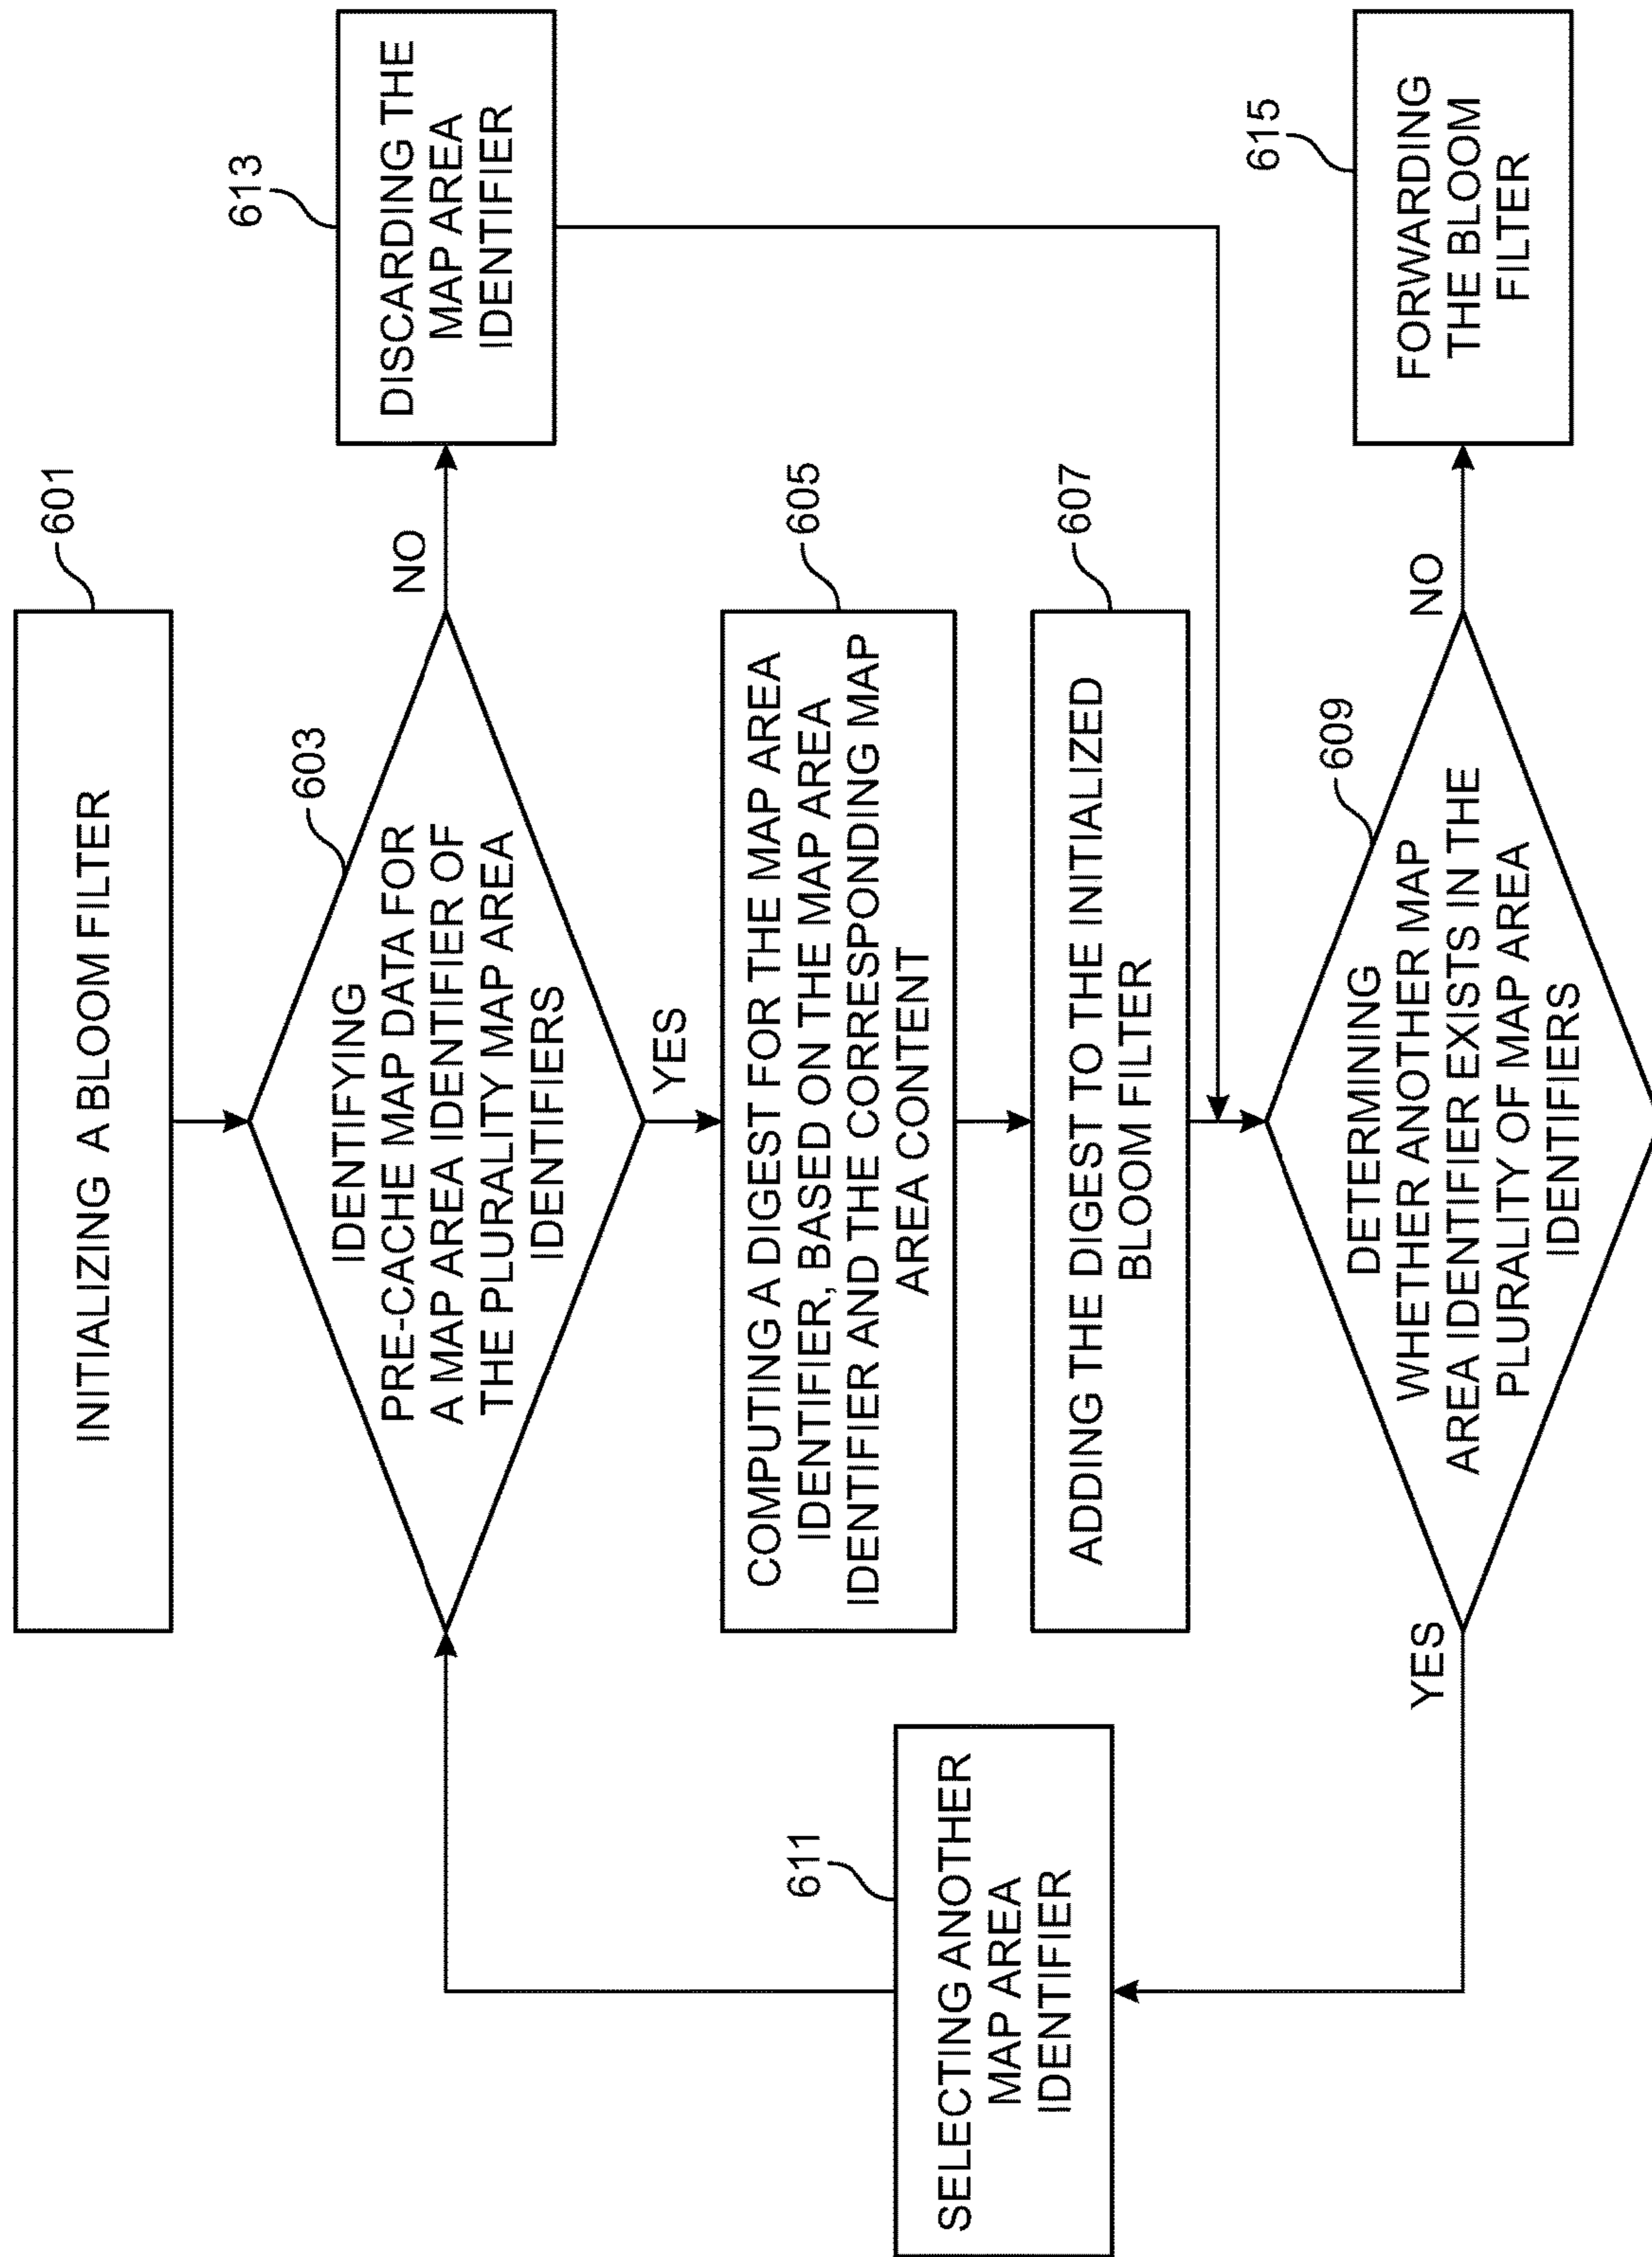 INITIALIZING A BLOOM FILTER
601
IDENTIFYING
PRE-CACHE MAP DATA FOR
A MAP AREA IDENTIFIER OF
THE PLURALITY MAP AREA
IDENTIFIERS
603
NO
DISCARDING THE
MAP AREA
IDENTIFIER
613
YES
COMPUTING A DIGEST FOR THE MAP AREA
IDENTIFIER, BASED ON THE MAP AREA
IDENTIFIER AND THE CORRESPONDING MAP
AREA CONTENT
605
ADDING THE DIGEST TO THE INITIALIZED
BLOOM FILTER
607
DETERMINING
WHETHER ANOTHER MAP
AREA IDENTIFIER EXISTS IN THE
PLURALITY OF MAP AREA
IDENTIFIERS
609
YES
SELECTING ANOTHER
MAP AREA
IDENTIFIER
611
NO
FORWARDING
THE BLOOM
FILTER
615